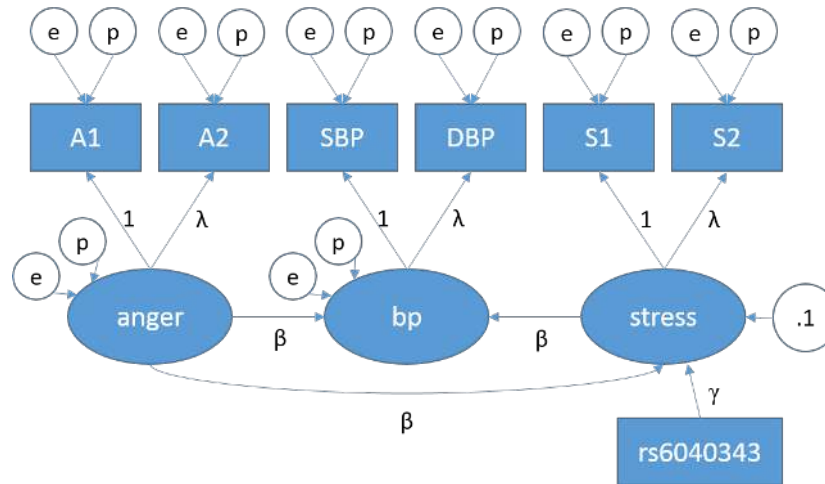 e p e p e p e p e p e p
A1 A2 SBP DBP S1 S2
1 λ 1 λ 1 λ
p p
e e
anger bp stress .1
β β
β γ
rs6040343